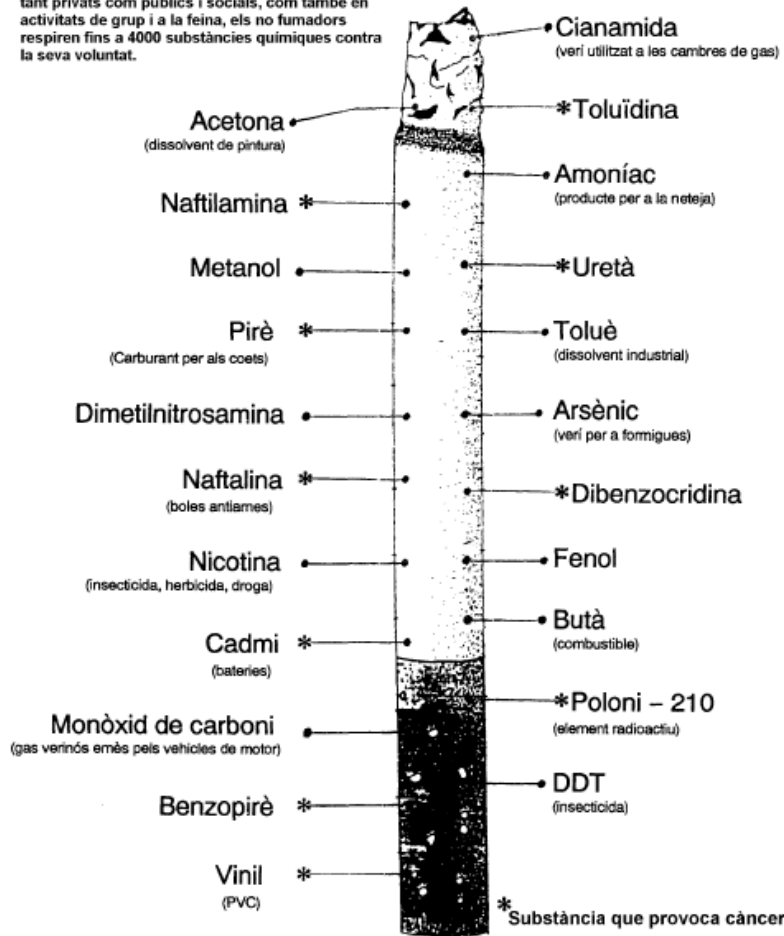 tant privats com públics i socials, com també en
activitats de grup i a la feina, els no fumadors
respiren fins a 4000 substàncies químiques contra
la seva voluntat.
Cianamida
(verí utilitzat a les cambres de gas)
Acetona
(dissolvent de pintura)
*Toluïdina
Amoníac
(producte per a la neteja)
Naftilamina *
Metanol
*Uretà
Pirè *
(Carburant per als coets)
Toluè
(dissolvent industrial)
Dimetilnitrosamina
Arsènic
(verí per a formigues)
Naftalina *
(boles antiarnes)
*Dibenzocridina
Nicotina
(insecticida, herbicida, droga)
Fenol
Butà
(combustible)
Cadmi *
(bateries)
*Poloni – 210
(element radioactiu)
Monòxid de carboni
(gas verinós emès pels vehicles de motor)
DDT
(insecticida)
Benzopirè *
Vinil *
(PVC)
*Substància que provoca càncer